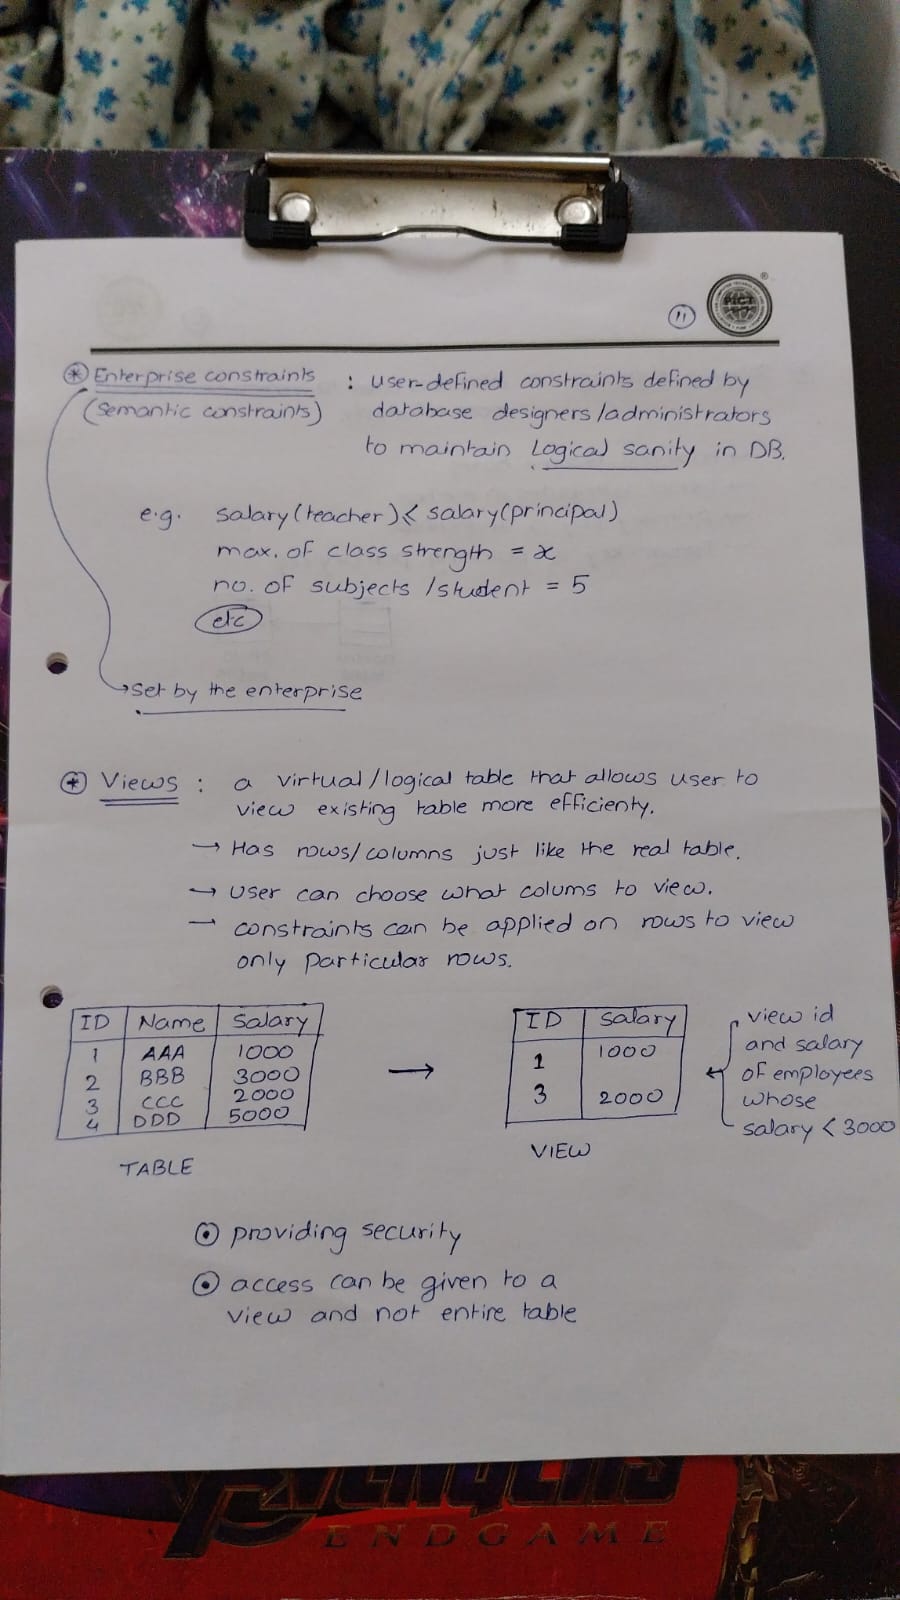 11
PICT
* Enterprise constraints : user-defined constraints defined by
(Semantic constraints) database designers/administrators
to maintain Logical sanity in DB.
e.g. salary(teacher) < salary(principal)
max. of class strength = x
no. of subjects /student = 5
etc
→ Set by the enterprise
* Views : a virtual/logical table that allows user to
view existing table more efficienty.
→ Has rows/columns just like the real table.
→ User can choose what colums to view.
→ constraints can be applied on rows to view
only particular rows.
ID Name Salary
1 AAA 1000
2 BBB 3000
3 CCC 2000
4 DDD 5000
TABLE
→
ID Salary
1 1000
3 2000
VIEW
view id
and salary
of employees
whose
salary < 3000
providing security
access can be given to a
view and not entire table
AVENGERS
ENDGAME